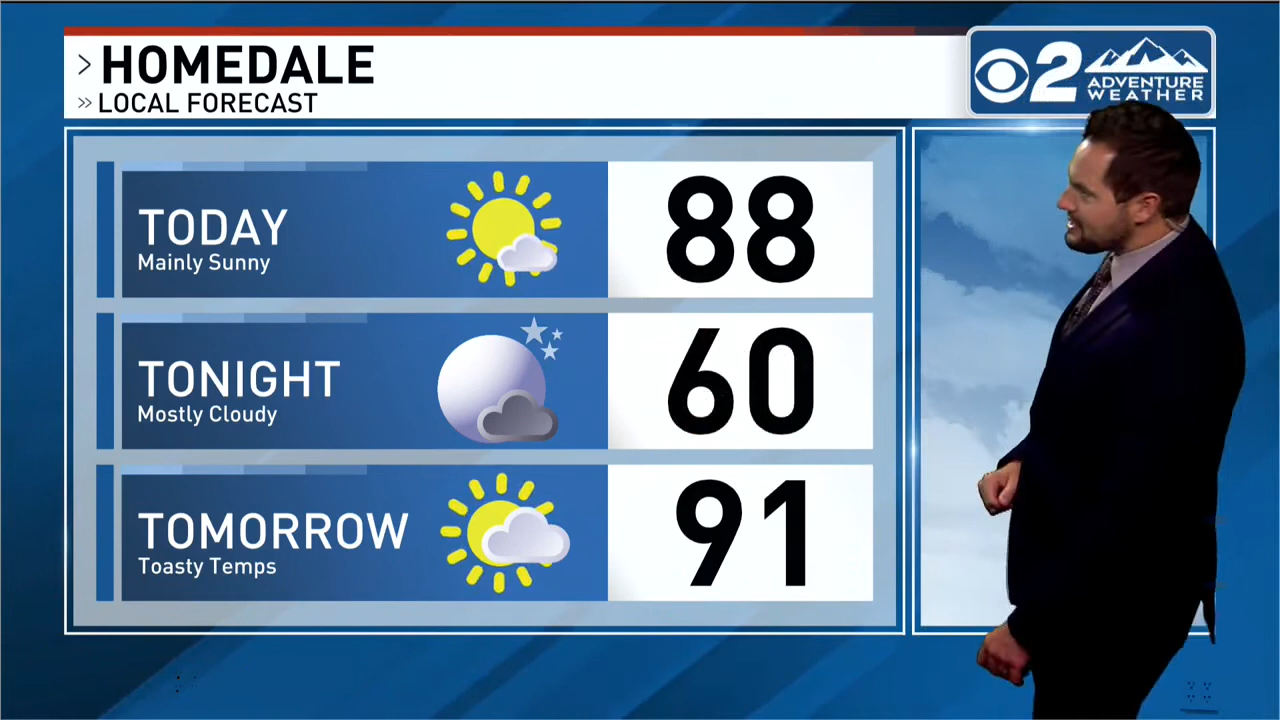 > HOMEDALE
» LOCAL FORECAST
2 ADVENTURE
WEATHER
TODAY
Mainly Sunny
88
TONIGHT
Mostly Cloudy
60
TOMORROW
Toasty Temps
91